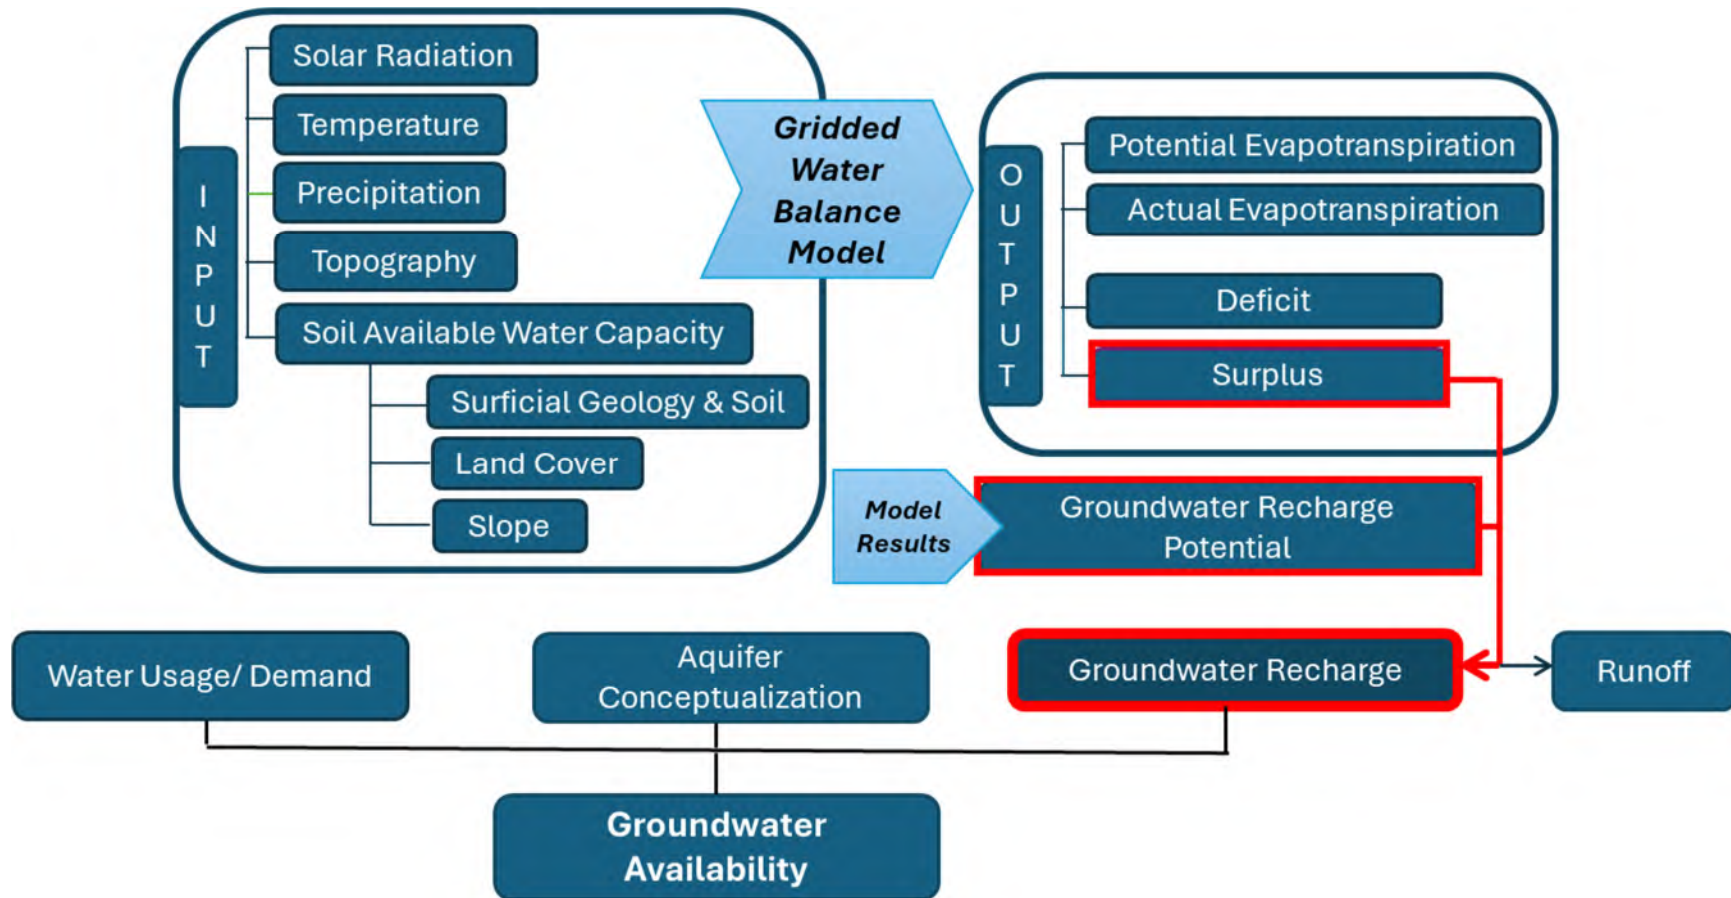 INPUT
Solar Radiation
Temperature
Precipitation
Topography
Soil Available Water Capacity
Surficial Geology & Soil
Land Cover
Slope
Gridded
Water
Balance
Model
OUTPUT
Potential Evapotranspiration
Actual Evapotranspiration
Deficit
Surplus
Model
Results
Groundwater Recharge
Potential
Water Usage/ Demand
Aquifer
Conceptualization
Groundwater Recharge
Runoff
Groundwater
Availability